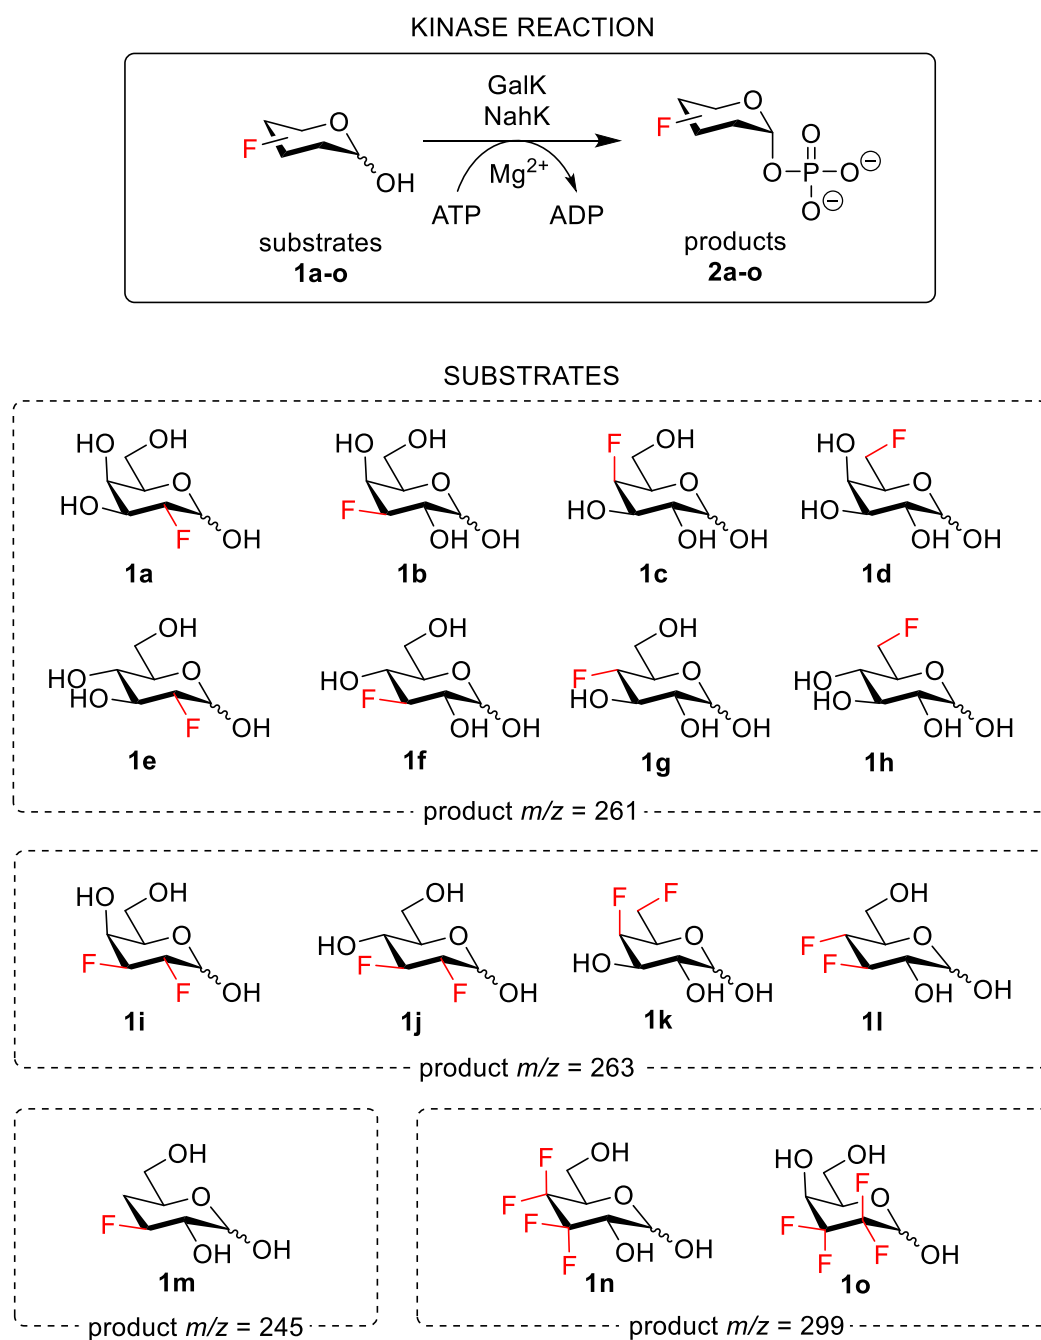 KINASE REACTION
GalK
NahK
Mg2+
ATP ADP
F O OH
substrates
1a-o
F O O P O O⊖ O⊖
products
2a-o
SUBSTRATES
HO OH HO OH F OH HO F
HO O F O HO O O
F OH OH OH OH OH OH OH
1a 1b 1c 1d
OH OH OH F
HO O HO O F O HO O
HO F OH F OH OH HO OH OH HO OH OH
1e 1f 1g 1h
product m/z = 261
HO OH OH F F OH
F O HO O O F O
F OH F F OH HO OH OH F OH OH
1i 1j 1k 1l
product m/z = 263
OH F OH HO OH
O F O F O
F OH OH F F OH OH F F F OH
1m 1n 1o
product m/z = 245 product m/z = 299